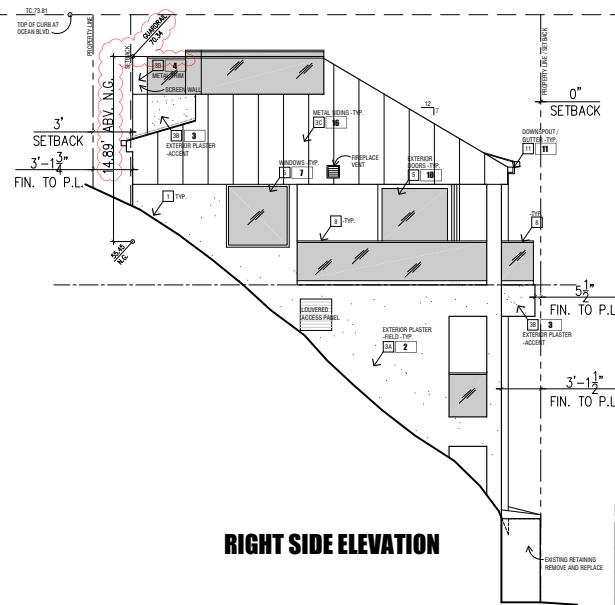 TC:73.81
TOP OF CURB AT
OCEAN BLVD.
PROPERTY LINE
SETBACK
GUARDRAIL
70.34
14.89' ABV. N.G.
3D 4
METAL TRIM
SCREEN WALL
3B 3
EXTERIOR PLASTER
-ACCENT
3'
SETBACK
3'-1 3/4"
FIN. TO P.L.
55.45
N.G.
1 TYP.
METAL SIDING -TYP.
3C 16
12
7
FIREPLACE
VENT
WINDOWS -TYP.
7
EXTERIOR
DOORS -TYP.
5 10
8 -TYP.
PROPERTY LINE / SETBACK
0"
SETBACK
DOWNSPOUT /
GUTTER -TYP.
11 11
-TYP.
8
5 1/2"
FIN. TO P.L.
3B 3
EXTERIOR PLASTER
-ACCENT
LOUVERED
ACCESS PANEL
EXTERIOR PLASTER
-FIELD -TYP.
3A 2
3'-1 1/2"
FIN. TO P.L.
RIGHT SIDE ELEVATION
EXISTING RETAINING
REMOVE AND REPLACE